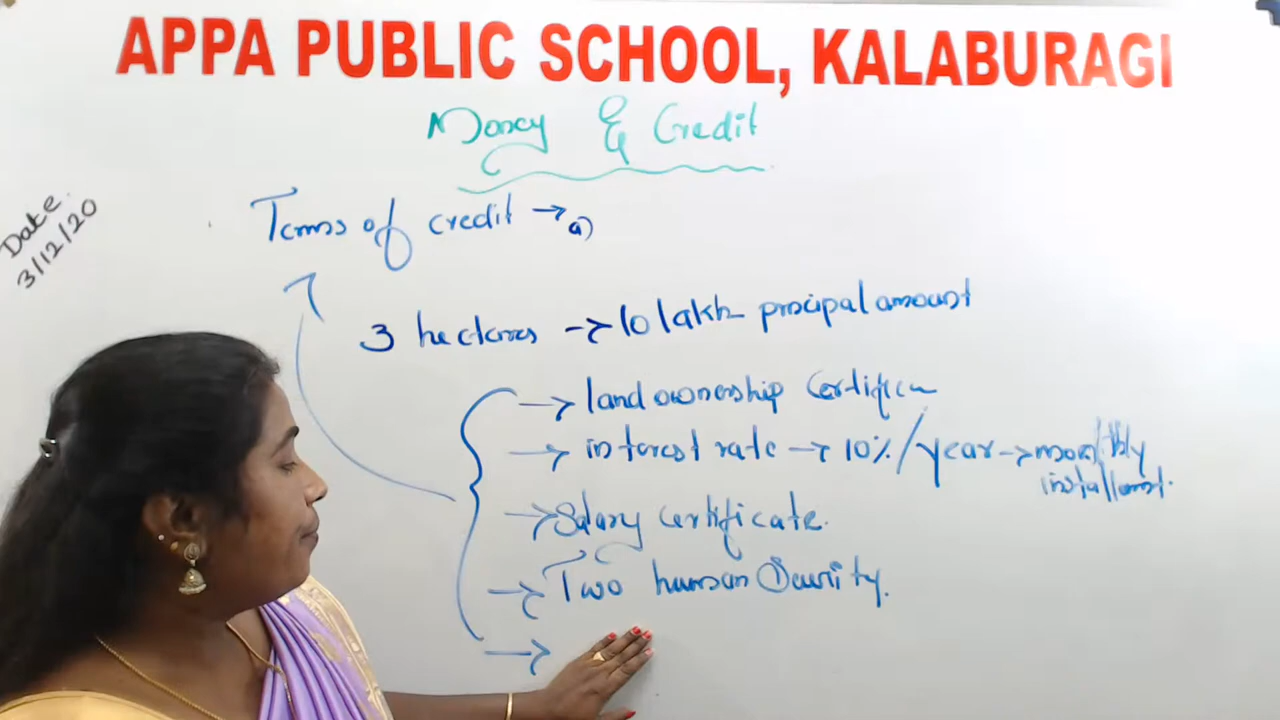 APPA PUBLIC SCHOOL, KALABURAGI
Money & Credit
Date:
3/12/20
Terms of credit → a)
3 hectares → 10 lakh principal amount
→ land ownership Certifica
→ interest rate → 10% / year → monthly
installment.
→ Salary certificate.
→ Two human Security.
→